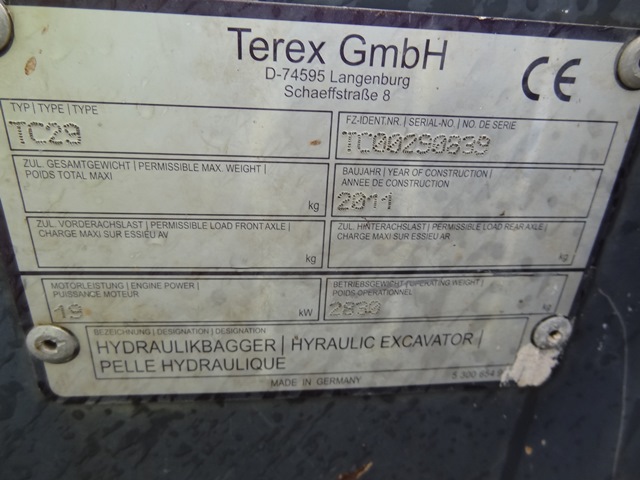 Terex GmbH
D-74595 Langenburg
Schaeffstraße 8
CE
TYP | TYPE | TYPE
TC29
FZ-IDENT.NR. | SERIAL-NO. | NO. DE SERIE
TC00290839
ZUL. GESAMTGEWICHT | PERMISSIBLE MAX. WEIGHT |
POIDS TOTAL MAXI
kg
BAUJAHR | YEAR OF CONSTRUCTION |
ANNEE DE CONSTRUCTION
2011
ZUL. VORDERACHSLAST | PERMISSIBLE LOAD FRONT AXLE |
CHARGE MAXI SUR ESSIEU AV
kg
ZUL. HINTERACHSLAST | PERMISSIBLE LOAD REAR AXLE |
CHARGE MAXI SUR ESSIEU AR
kg
MOTORLEISTUNG | ENGINE POWER |
PUISSANCE MOTEUR
19 kW
BETRIEBSGEWICHT | OPERATING WEIGHT |
POIDS OPERATIONNEL
2830 kg
BEZEICHNUNG | DESIGNATION | DESIGNATION
HYDRAULIKBAGGER | HYRAULIC EXCAVATOR |
PELLE HYDRAULIQUE
MADE IN GERMANY
5 300 634